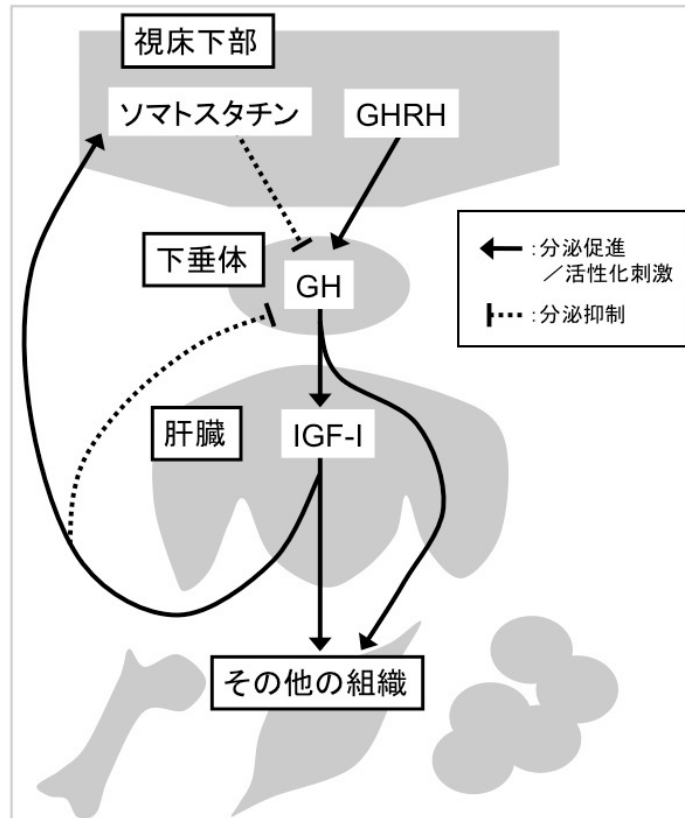 視床下部
ソマトスタチン
GHRH
下垂体
GH
:分泌促進
／活性化刺激
:分泌抑制
肝臓
IGF-I
その他の組織